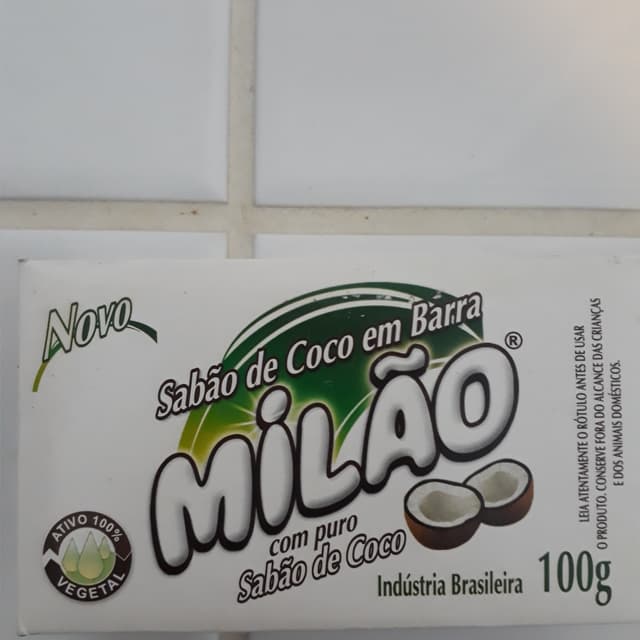 Novo
Sabão de Coco em Barra
MiLÃO®
com puro
Sabão de Coco
ATIVO 100%
VEGETAL
Indústria Brasileira
100g
LEIA ATENTAMENTE O RÓTULO ANTES DE USAR
O PRODUTO. CONSERVE FORA DO ALCANCE DAS CRIANÇAS
E DOS ANIMAIS DOMÉSTICOS.